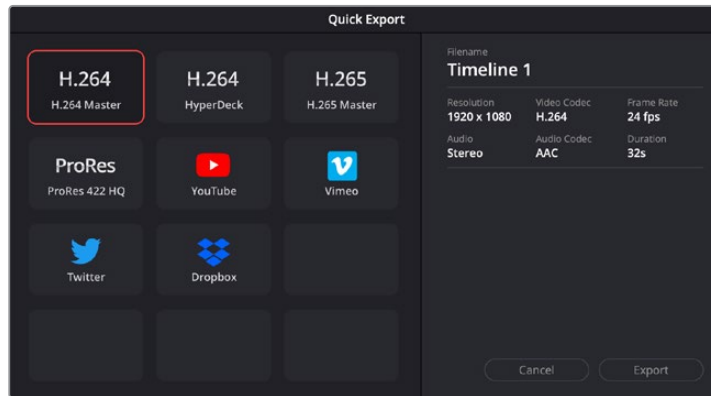 Quick Export
H.264
H.264 Master
H.264
HyperDeck
H.265
H.265 Master
ProRes
ProRes 422 HQ
YouTube
Vimeo
Twitter
Dropbox
Filename
Timeline 1
Resolution Video Codec Frame Rate
1920 x 1080 H.264 24 fps
Audio Audio Codec Duration
Stereo AAC 32s
Cancel Export